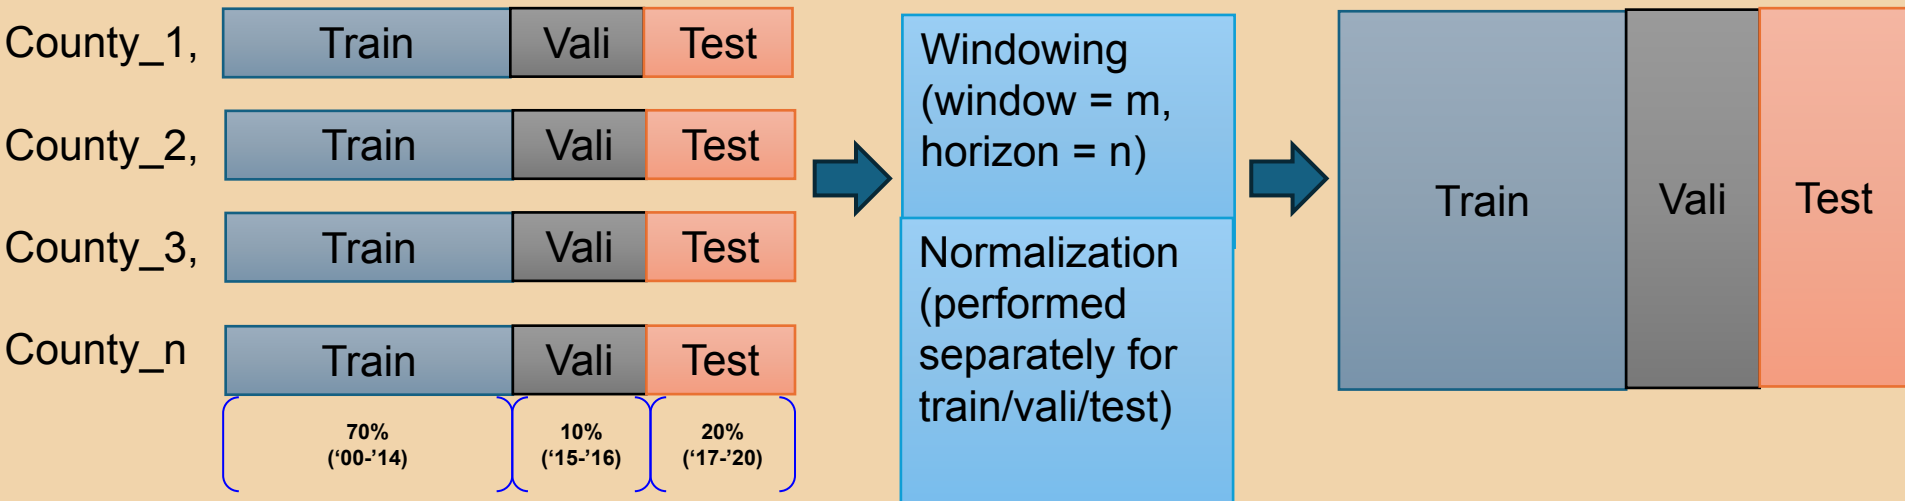 County_1,
Train
Vali
Test
County_2,
Train
Vali
Test
County_3,
Train
Vali
Test
County_n
Train
Vali
Test
70%
(‘00-’14)
10%
(‘15-’16)
20%
(‘17-’20)
Windowing
(window = m,
horizon = n)
Normalization
(performed
separately for
train/vali/test)
Train
Vali
Test